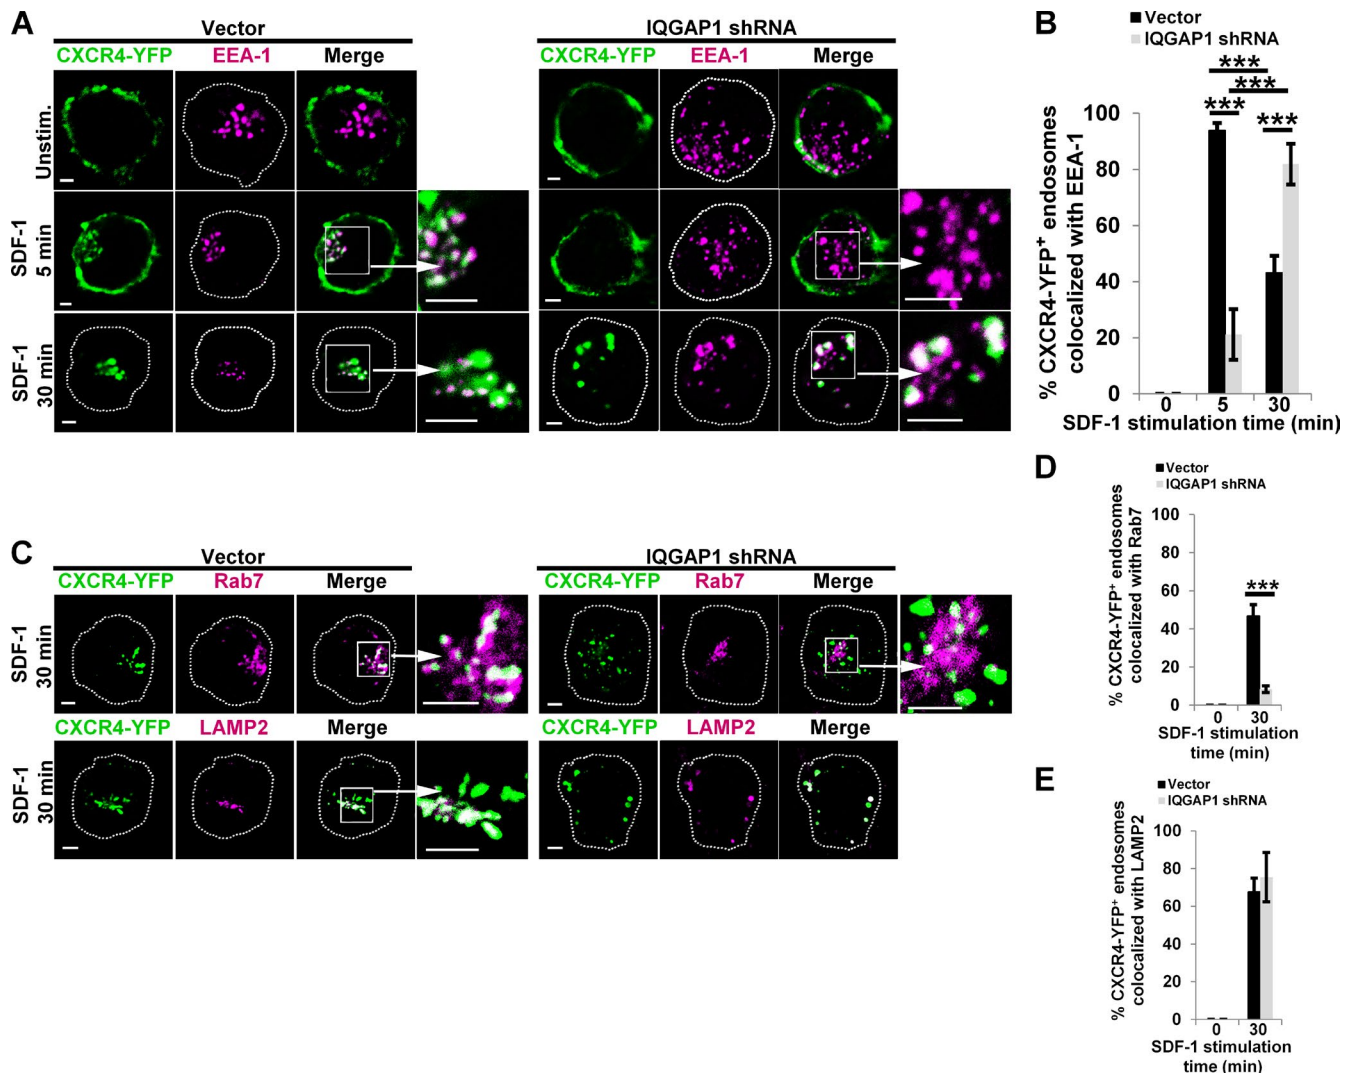 A
Vector
CXCR4-YFP EEA-1 Merge
IQGAP1 shRNA
CXCR4-YFP EEA-1 Merge
Unstim.
SDF-1
5 min
SDF-1
30 min
B
Vector
IQGAP1 shRNA
*** 
***
*** ***
% CXCR4-YFP⁺ endosomes
colocalized with EEA-1
100
80
60
40
20
0
0 5 30
SDF-1 stimulation time (min)
C
Vector
CXCR4-YFP Rab7 Merge
IQGAP1 shRNA
CXCR4-YFP Rab7 Merge
SDF-1
30 min
CXCR4-YFP LAMP2 Merge
CXCR4-YFP LAMP2 Merge
SDF-1
30 min
D
Vector
IQGAP1 shRNA
***
% CXCR4-YFP⁺ endosomes
colocalized with Rab7
100
80
60
40
20
0
0 30
SDF-1 stimulation
time (min)
E
Vector
IQGAP1 shRNA
% CXCR4-YFP⁺ endosomes
colocalized with LAMP2
100
80
60
40
20
0
0 30
SDF-1 stimulation
time (min)